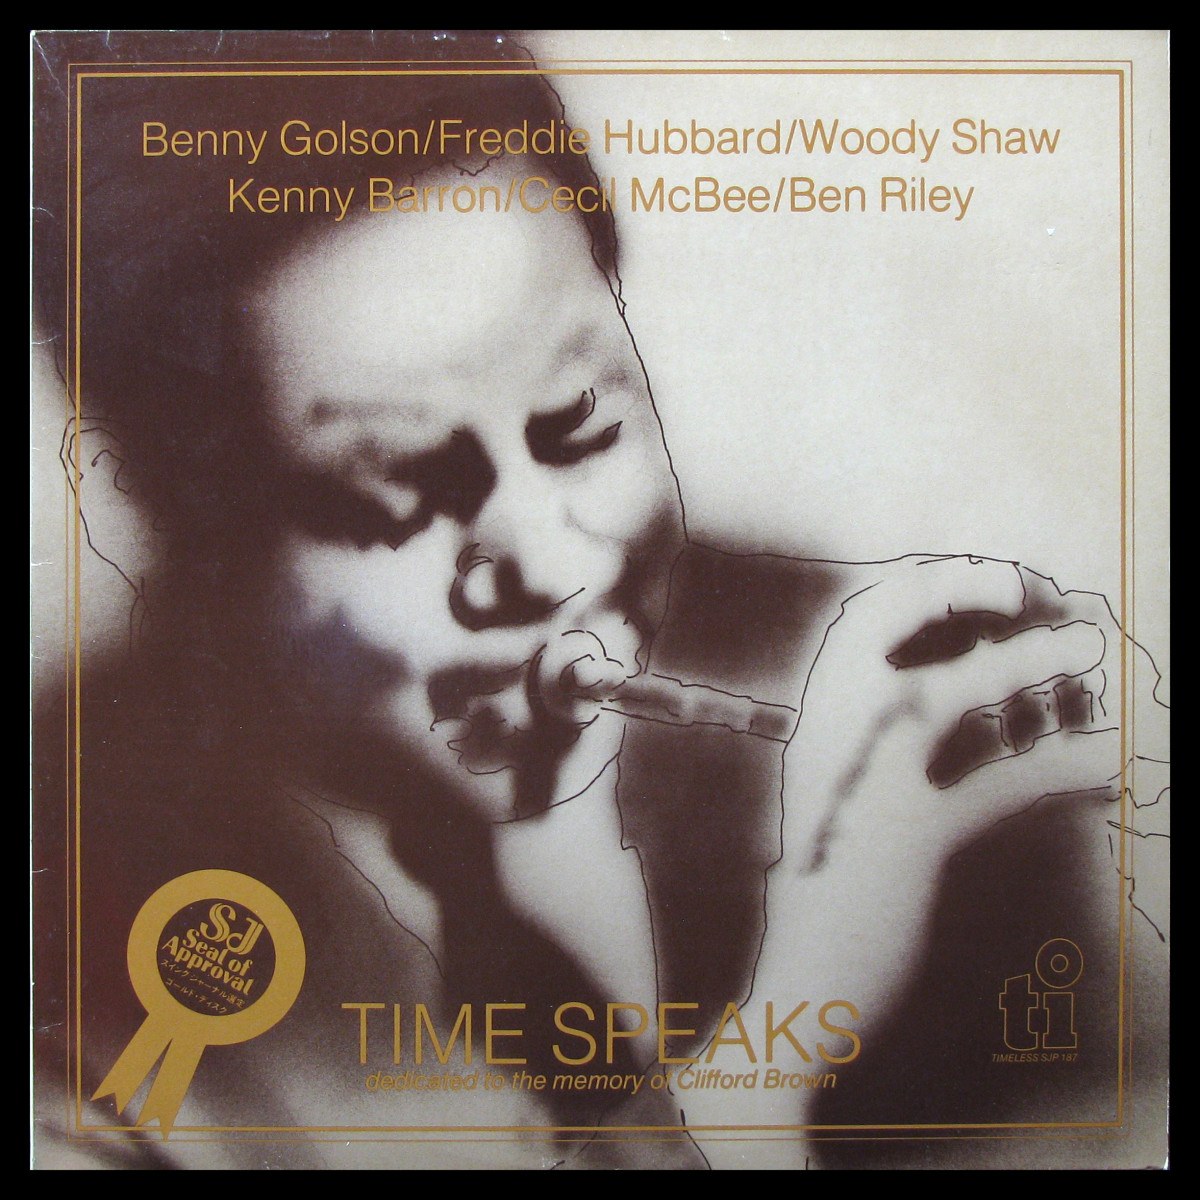 Benny Golson/Freddie Hubbard/Woody Shaw
Kenny Barron/Cecil McBee/Ben Riley
SJ
Seal of
Approval
スイングジャーナル選定
ゴールド・ディスク
TIME SPEAKS
dedicated to the memory of Clifford Brown
ti
TIMELESS SJP 187